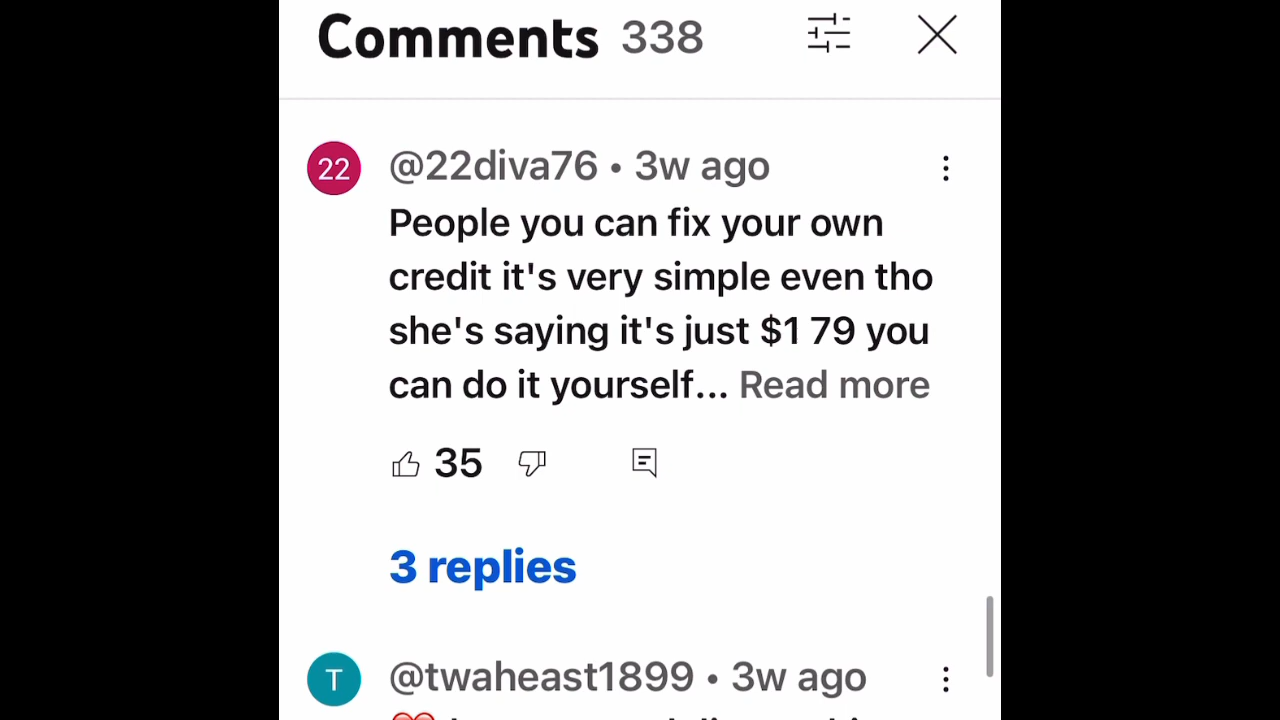 Comments 338
22 @22diva76 • 3w ago
People you can fix your own
credit it's very simple even tho
she's saying it's just $1 79 you
can do it yourself... Read more
35
3 replies
T @twaheast1899 • 3w ago